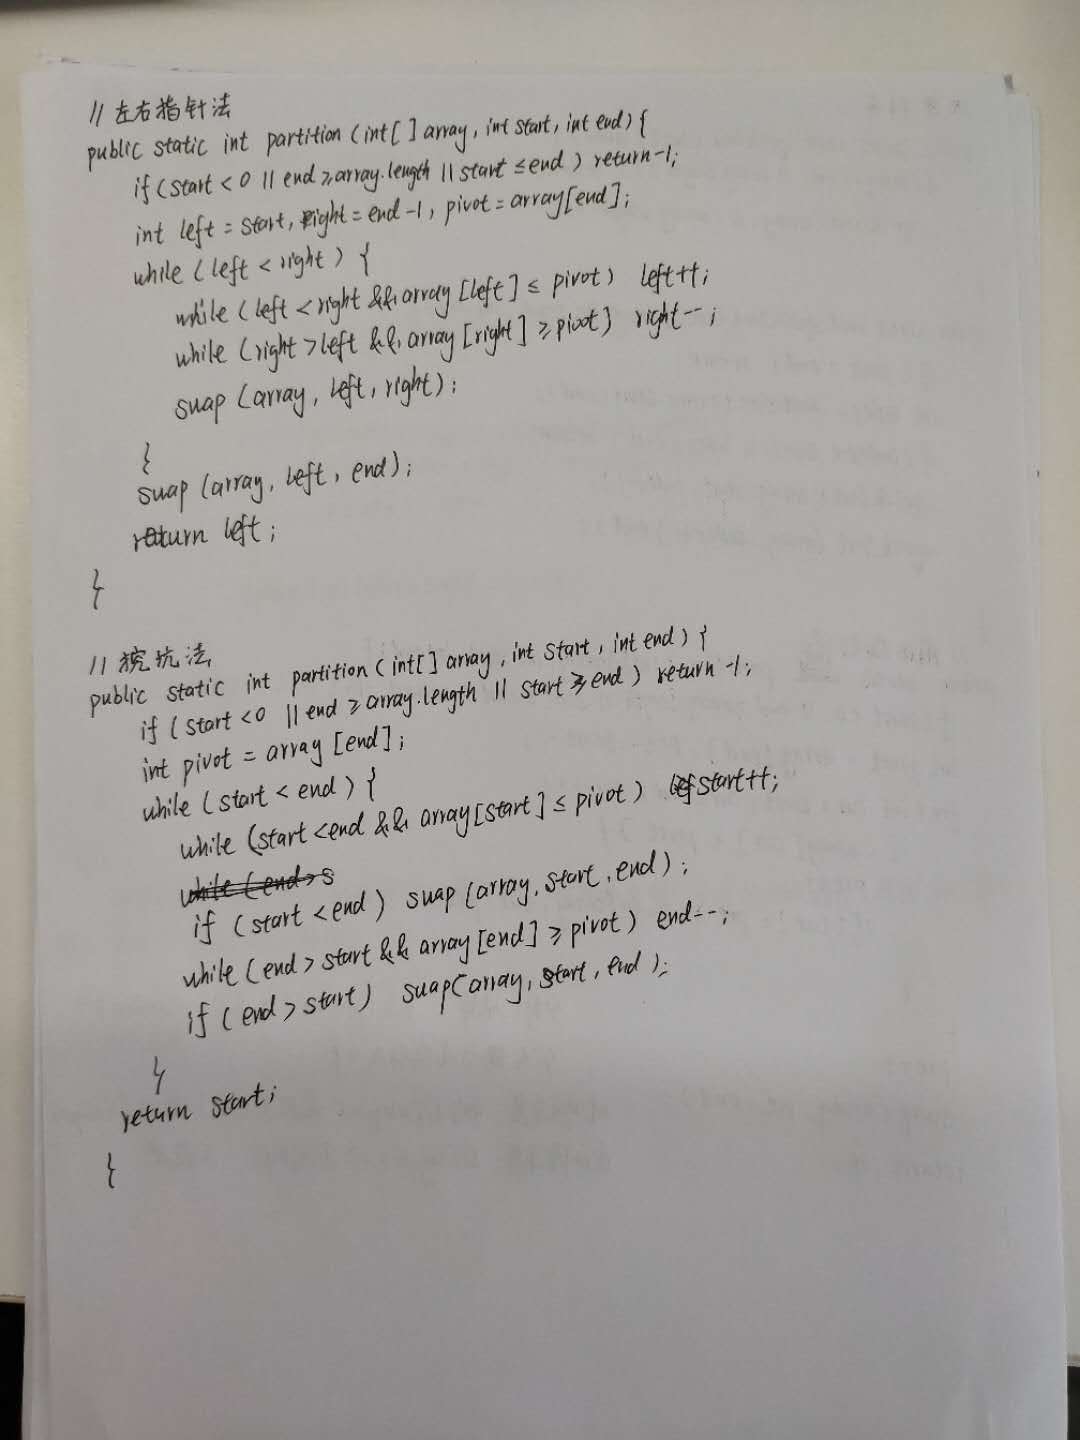 // 左右指针法
public static int partition (int[] array, int start, int end) {
if (start < 0 || end ≥ array.length || start ≤ end) return -1;
int left = start, right = end -1, pivot = array[end];
while (left < right) {
while (left < right && array [left] ≤ pivot) left++;
while (right > left && array [right] ≥ pivot) right--;
swap (array, left, right);
}
swap (array, left, end);
return left;
}
// 挖坑法
public static int partition (int[] array, int start, int end) {
if (start < 0 || end ≥ array.length || start ≥ end) return -1;
int pivot = array [end];
while (start < end) {
while (start < end && array[start] ≤ pivot) start++;
while (end > s
if (start < end) swap (array, start, end);
while (end > start && array [end] ≥ pivot) end--;
if (end > start) swap(array, start, end);
}
return start;
}